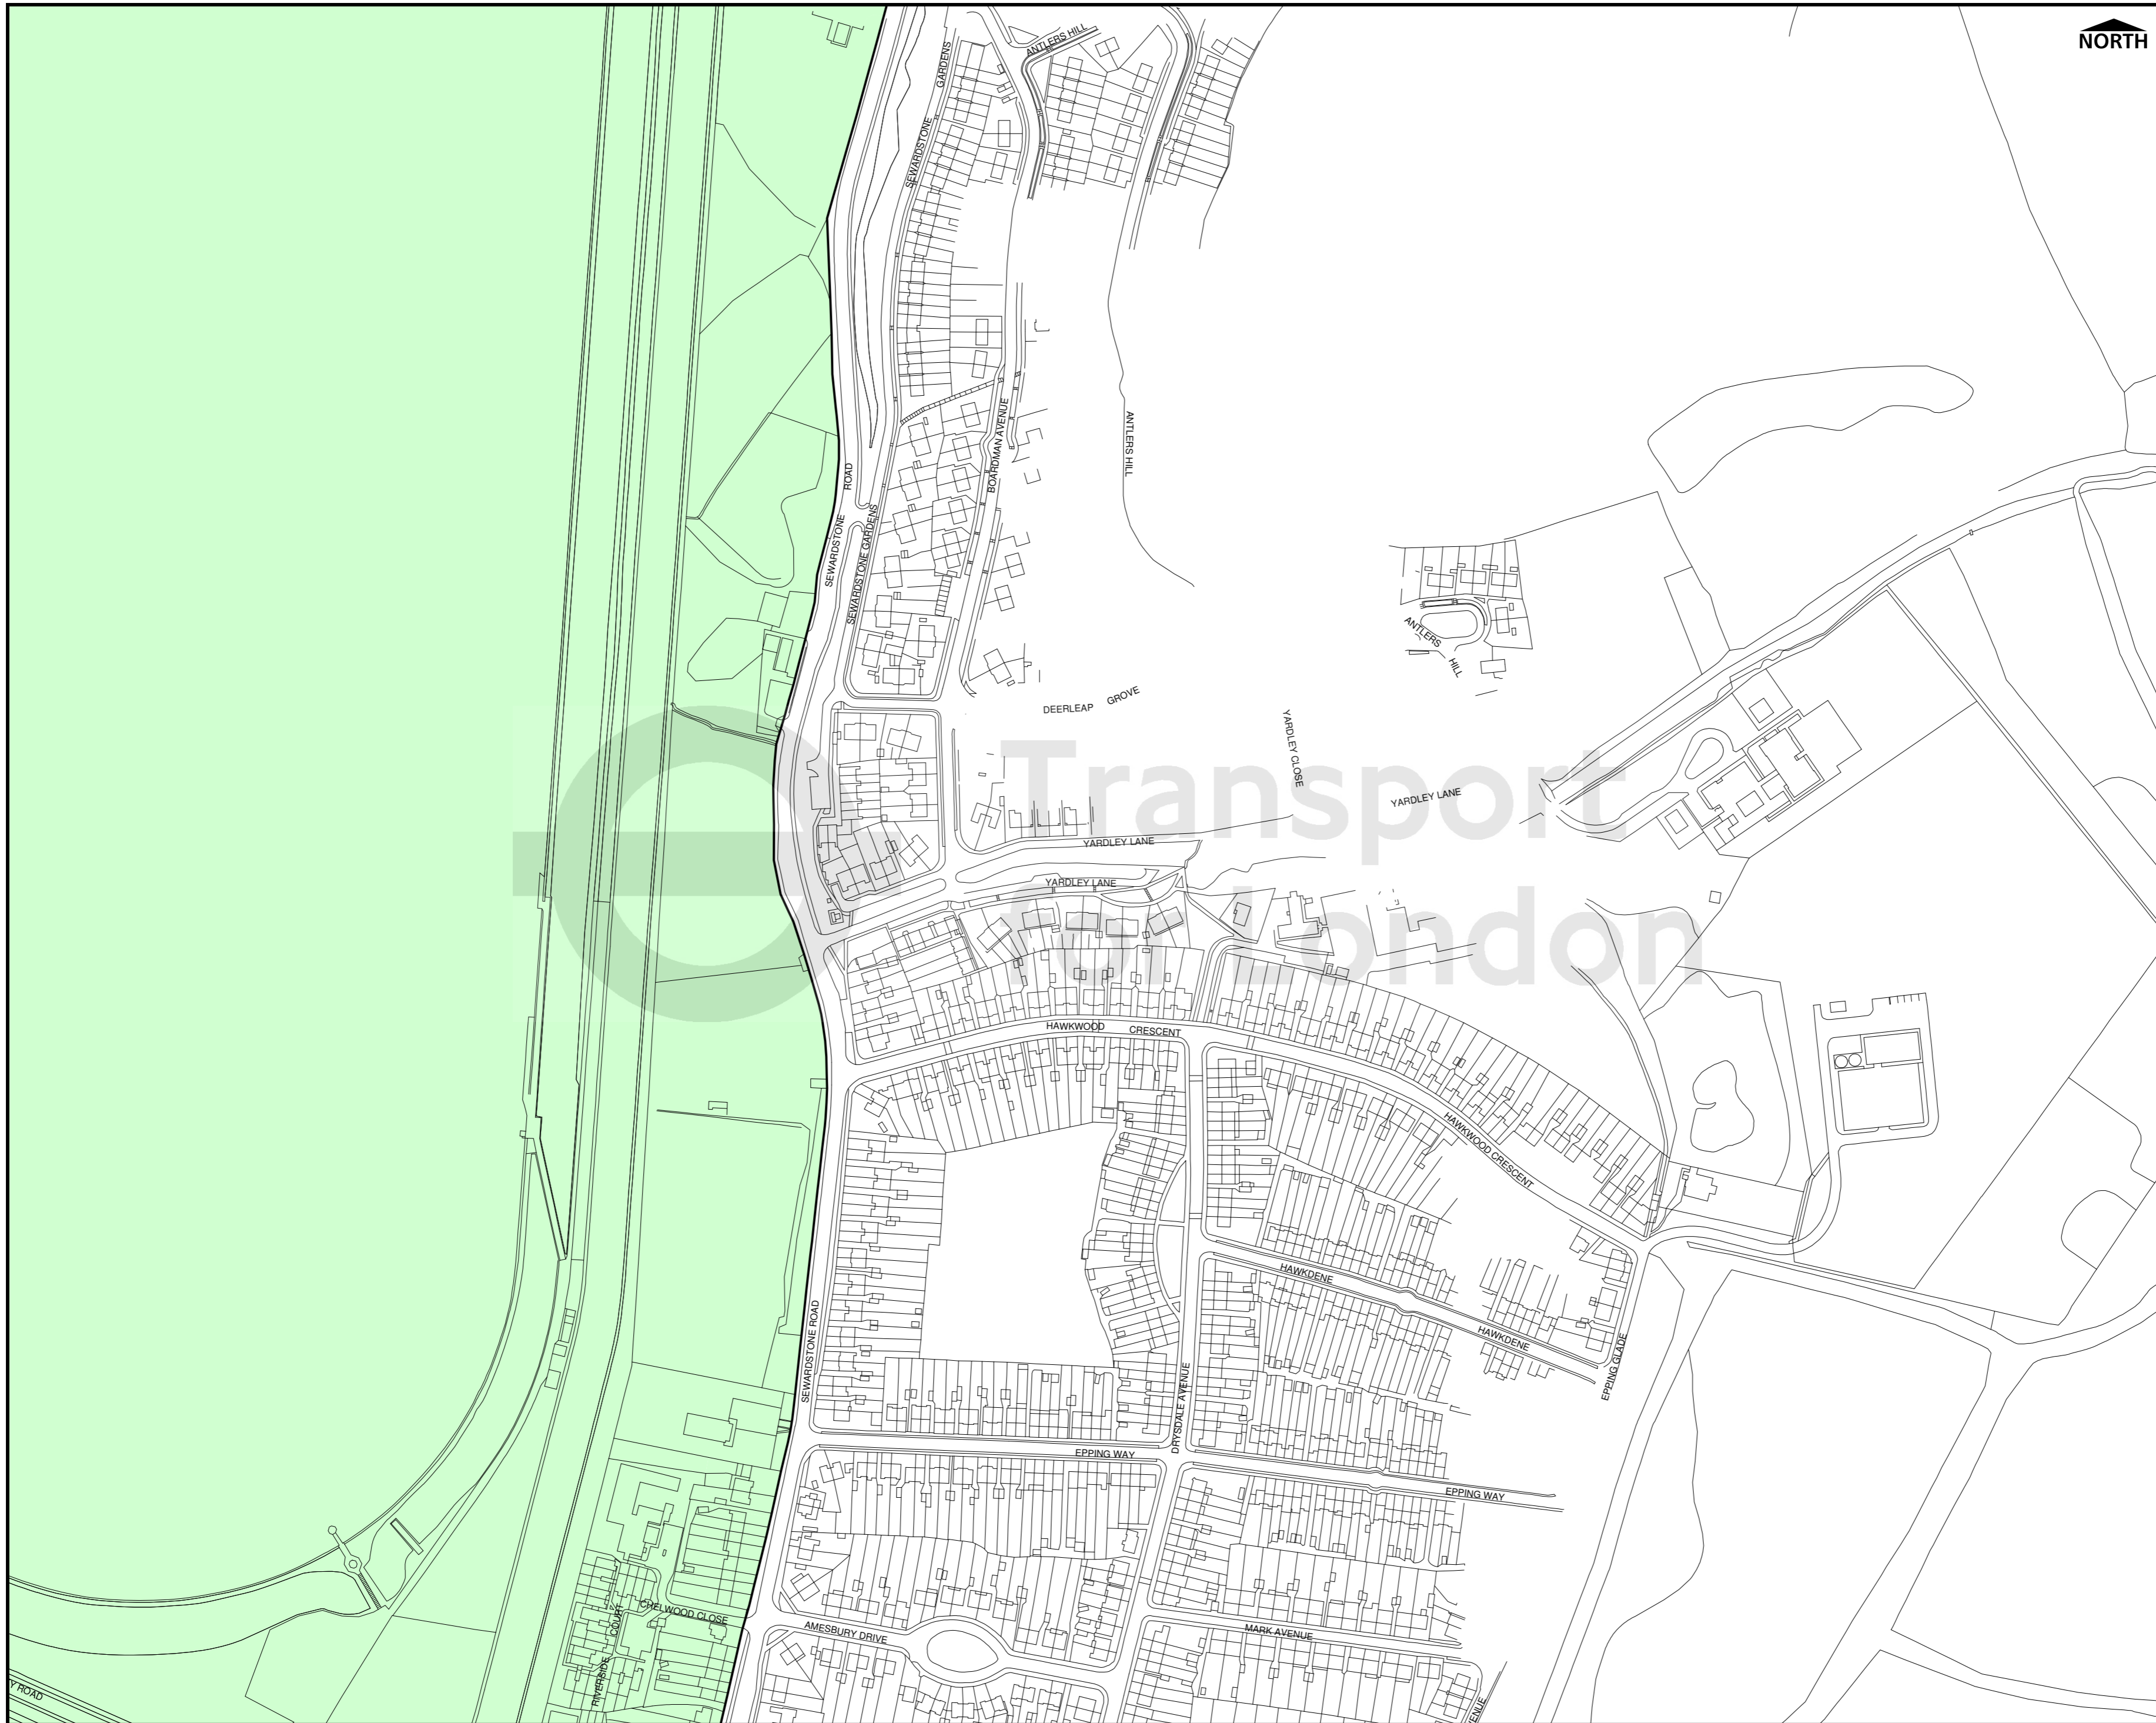 NORTH
ANTLERS HILL
GARDENS
SEWARDSTONE
ANTLERS HILL
BOARDMAN AVENUE
ROAD
SEWARDSTONE
SEWARDSTONE GARDENS
ANTLERS
HILL
DEERLEAP GROVE
YARDLEY CLOSE
YARDLEY LANE
YARDLEY LANE
YARDLEY LANE
Transport
for London
HAWKWOOD CRESCENT
HAWKWOOD CRESCENT
HAWKDENE
HAWKDENE
SEWARDSTONE ROAD
DRYSDALE AVENUE
EPPING GLADE
EPPING WAY
EPPING WAY
CHELWOOD CLOSE
RIVERSIDE COURT
AMESBURY DRIVE
MARK AVENUE
Y ROAD
ENUE